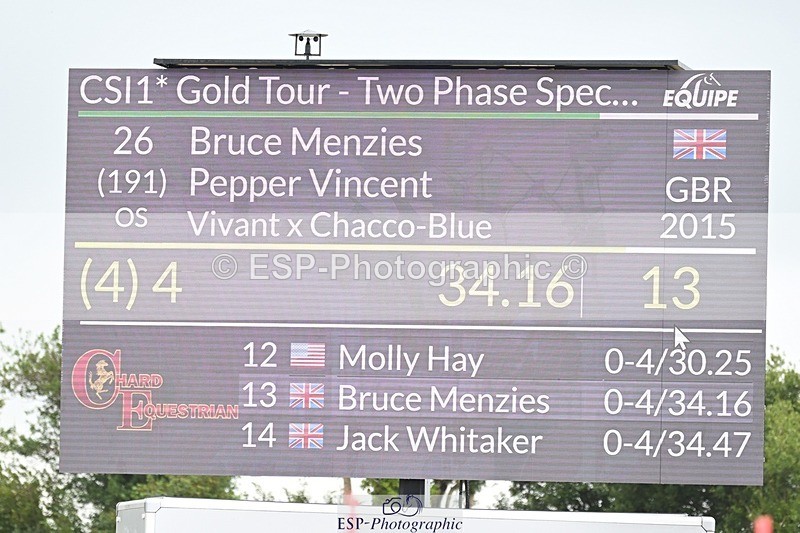 CSI1* Gold Tour - Two Phase Spec... EQUIPE
26 Bruce Menzies
(191) Pepper Vincent GBR
OS Vivant x Chacco-Blue 2015
© ESP-Photographic ©
(4) 4 34.16 13
12 Molly Hay 0-4/30.25
13 Bruce Menzies 0-4/34.16
14 Jack Whitaker 0-4/34.47
CHARD
EQUESTRIAN
ESP-Photographic